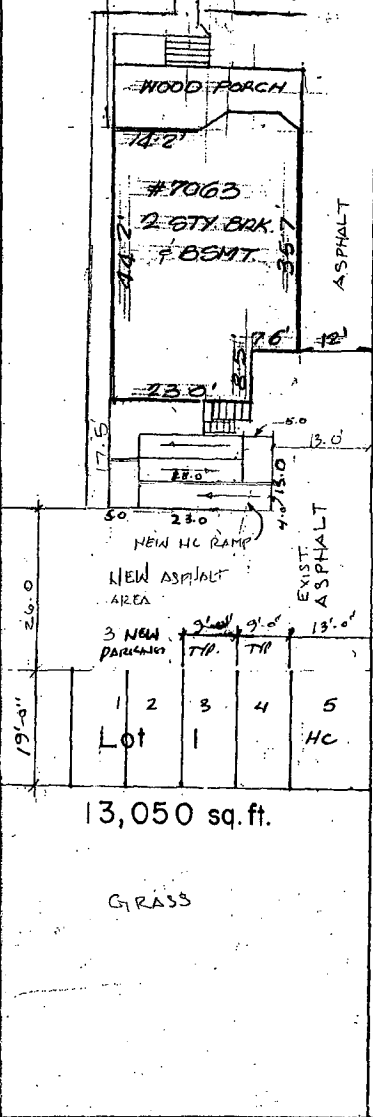 WOOD PORCH
14.2'
#7063
2 STY BRK.
& BSMT
44.2'
35.7'
ASPHALT
7.6'
12
8.5'
23.0'
5.0
17.5'
13.0'
28.0
13.0
5.0
23.0
4.0
NEW HC RAMP
NEW ASPHALT
AREA
EXIST.
ASPHALT
26.0
3 NEW
PARKINGS
9'-0"
TYP.
9'-0"
TYP
13'-0"
19'-0"
1
2
3
4
5
Lot 1
HC
13,050 sq.ft.
GRASS